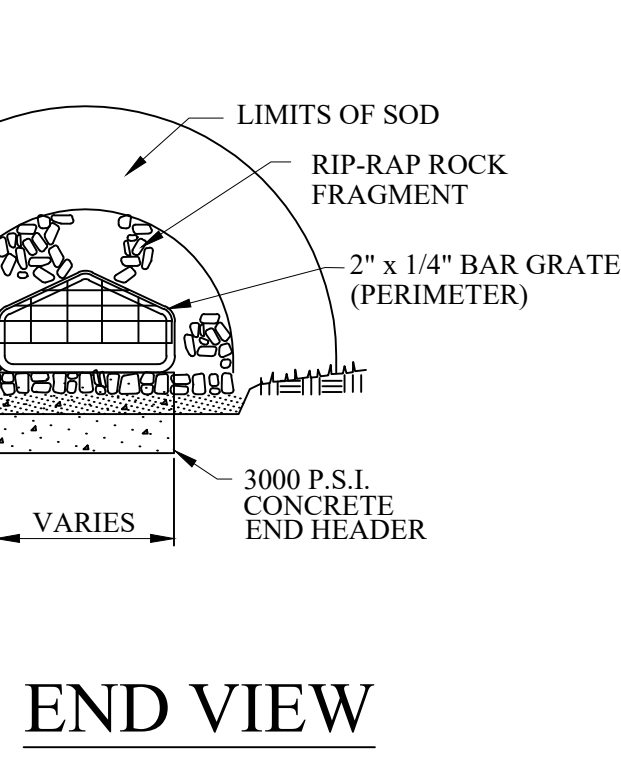 LIMITS OF SOD
RIP-RAP ROCK
FRAGMENT
2" x 1/4" BAR GRATE
(PERIMETER)
3000 P.S.I.
CONCRETE
END HEADER
VARIES
END VIEW